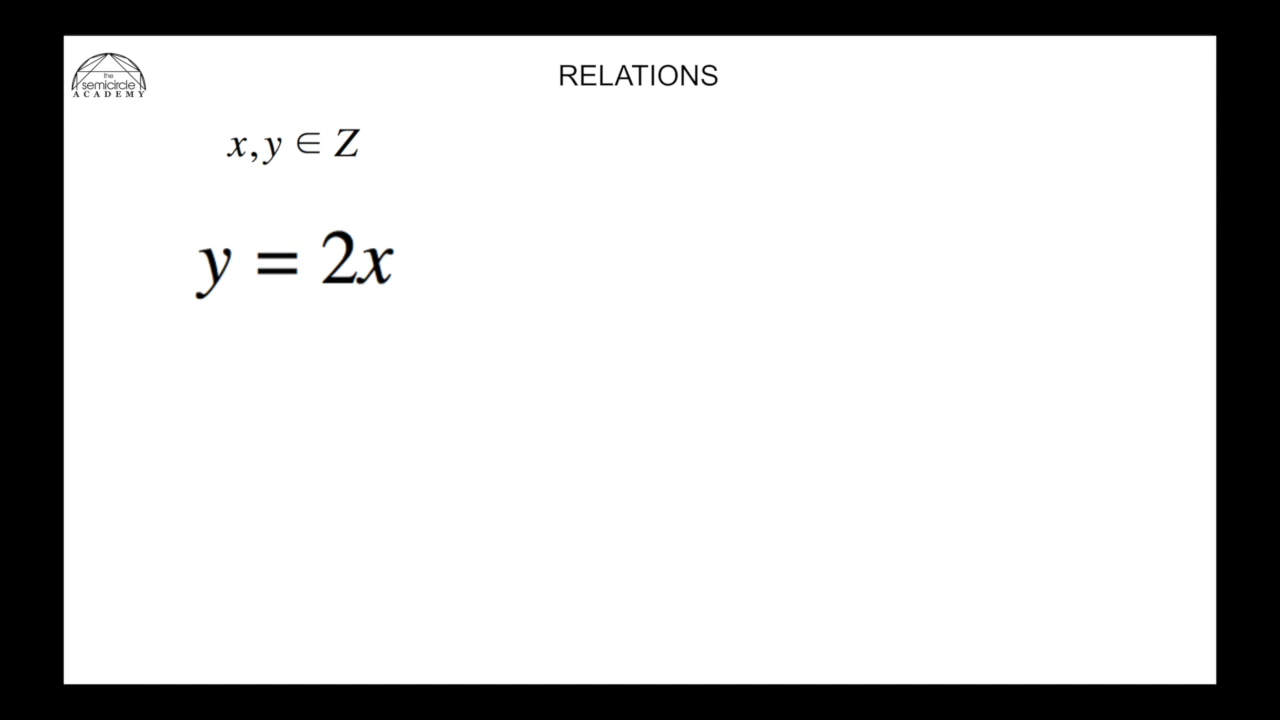 the
semicircle
ACADEMY
RELATIONS
x, y ∈ Z
y = 2x